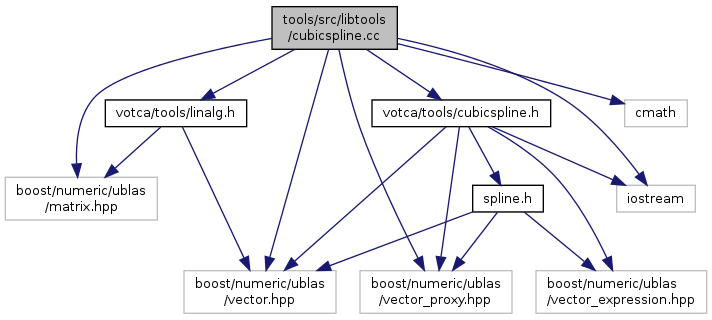 tools/src/libtools
/cubicspline.cc
votca/tools/linalg.h
votca/tools/cubicspline.h
cmath
boost/numeric/ublas
/matrix.hpp
spline.h
iostream
boost/numeric/ublas
/vector.hpp
boost/numeric/ublas
/vector_proxy.hpp
boost/numeric/ublas
/vector_expression.hpp